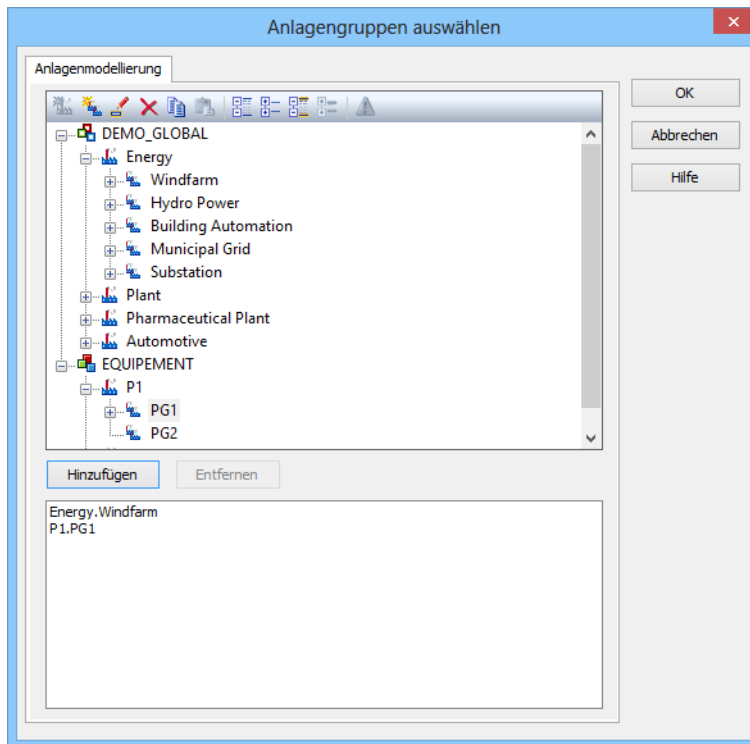 Anlagengruppen auswählen
Anlagenmodellierung
OK
Abbrechen
Hilfe
DEMO_GLOBAL
Energy
Windfarm
Hydro Power
Building Automation
Municipal Grid
Substation
Plant
Pharmaceutical Plant
Automotive
EQUIPEMENT
P1
PG1
PG2
Hinzufügen
Entfernen
Energy.Windfarm
P1.PG1